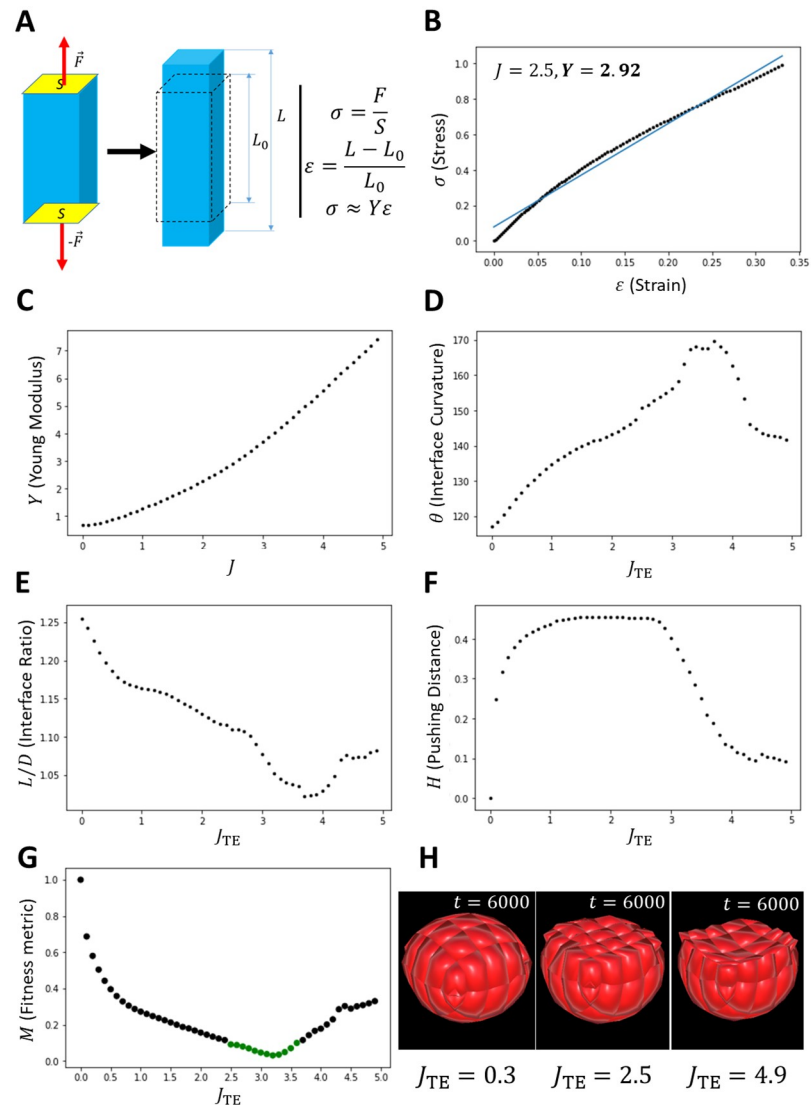 A
B
S
F⃗
S
-F⃗
L₀
L
σ = F/S
ε = (L − L₀)/L₀
σ ≈ Yε
J = 2.5, Y = 2.92
σ (Stress)
1.0
0.8
0.6
0.4
0.2
0.0
0.00 0.05 0.10 0.15 0.20 0.25 0.30 0.35
ε (Strain)
C
D
Y (Young Modulus)
7
6
5
4
3
2
1
0 1 2 3 4 5
J
θ (Interface Curvature)
170
160
150
140
130
120
0 1 2 3 4 5
J_TE
E
F
L/D (Interface Ratio)
1.25
1.20
1.15
1.10
1.05
0 1 2 3 4 5
J_TE
H (Pushing Distance)
0.4
0.3
0.2
0.1
0.0
0 1 2 3 4 5
J_TE
G
H
M (Fitness metric)
1.0
0.8
0.6
0.4
0.2
0.0
0.0 0.5 1.0 1.5 2.0 2.5 3.0 3.5 4.0 4.5 5.0
J_TE
t = 6000 t = 6000 t = 6000
J_TE = 0.3 J_TE = 2.5 J_TE = 4.9